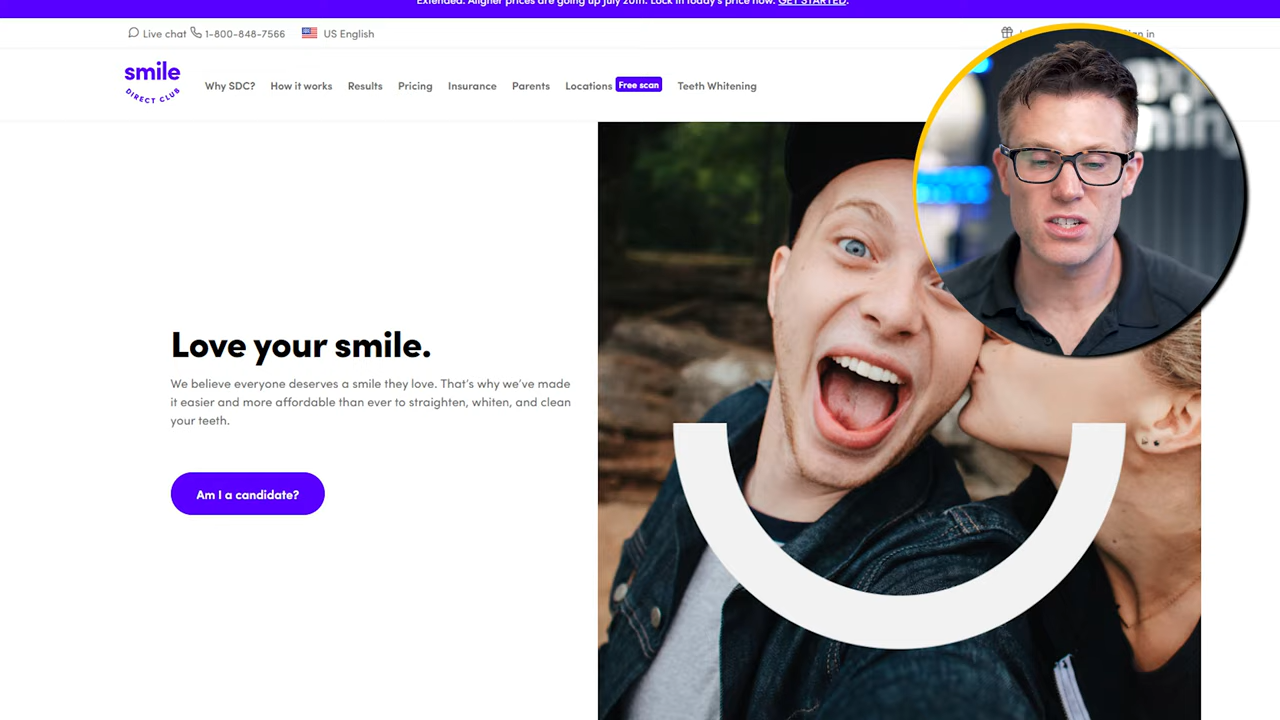 Extended. Aligner prices are going up July 20th. Lock in today's price now. GET STARTED.
Live chat 1-800-848-7566 US English
smile
DIRECT CLUB
Why SDC? How it works Results Pricing Insurance Parents Locations Free scan Teeth Whitening
Love your smile.
We believe everyone deserves a smile they love. That's why we've made
it easier and more affordable than ever to straighten, whiten, and clean
your teeth.
Am I a candidate?